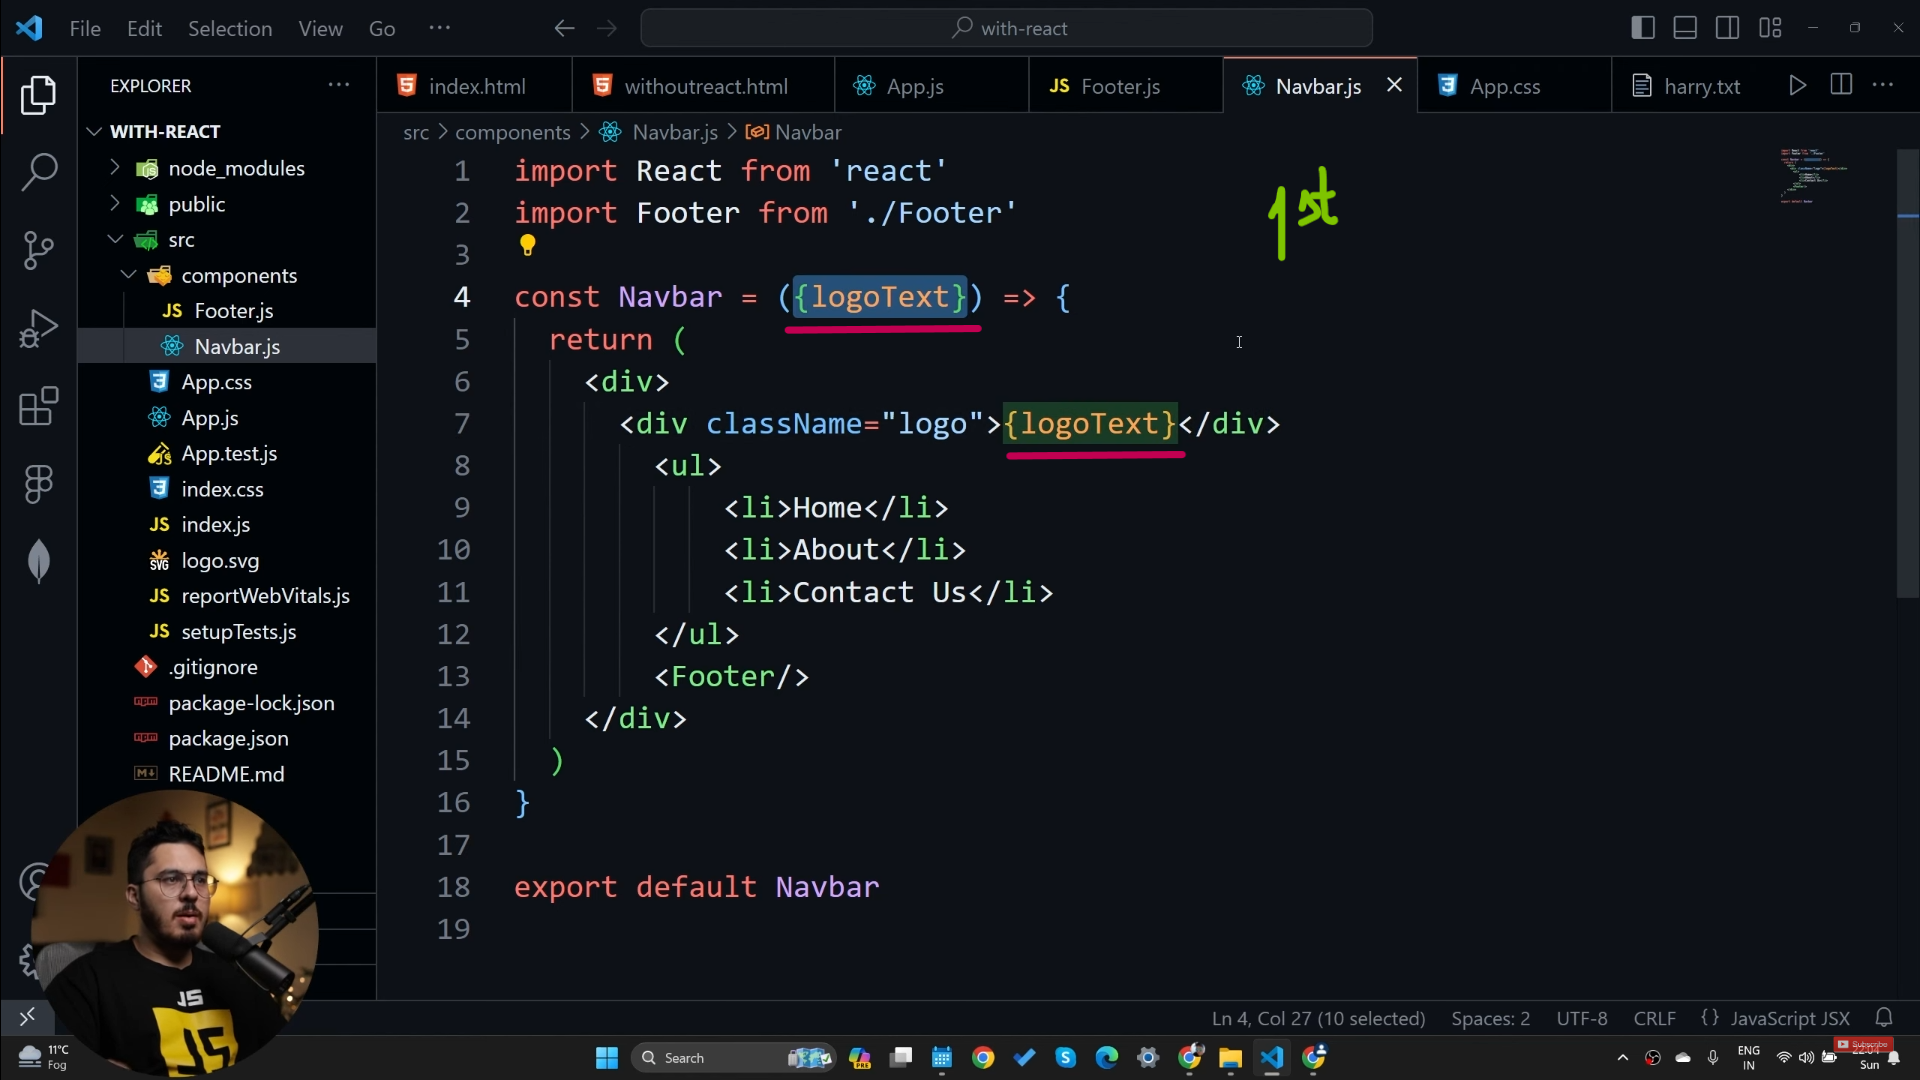 File Edit Selection View Go ···
with-react
EXPLORER
WITH-REACT
node_modules
public
src
components
JS Footer.js
Navbar.js
App.css
App.js
App.test.js
index.css
JS index.js
SVG logo.svg
JS reportWebVitals.js
JS setupTests.js
.gitignore
npm package-lock.json
npm package.json
README.md
index.html
withoutreact.html
App.js
JS Footer.js
Navbar.js
App.css
harry.txt
src > components > Navbar.js > Navbar
1 import React from 'react'
2 import Footer from './Footer'
3
4 const Navbar = ({logoText}) => {
5 return (
6 <div>
7 <div className="logo">{logoText}</div>
8 <ul>
9 <li>Home</li>
10 <li>About</li>
11 <li>Contact Us</li>
12 </ul>
13 <Footer/>
14 </div>
15 )
16 }
17
18 export default Navbar
19
1st
JS
JS
Ln 4, Col 27 (10 selected) Spaces: 2 UTF-8 CRLF {} JavaScript JSX
11°C
Fog
Search
PRE
ENG
IN
Subscribe
Sun